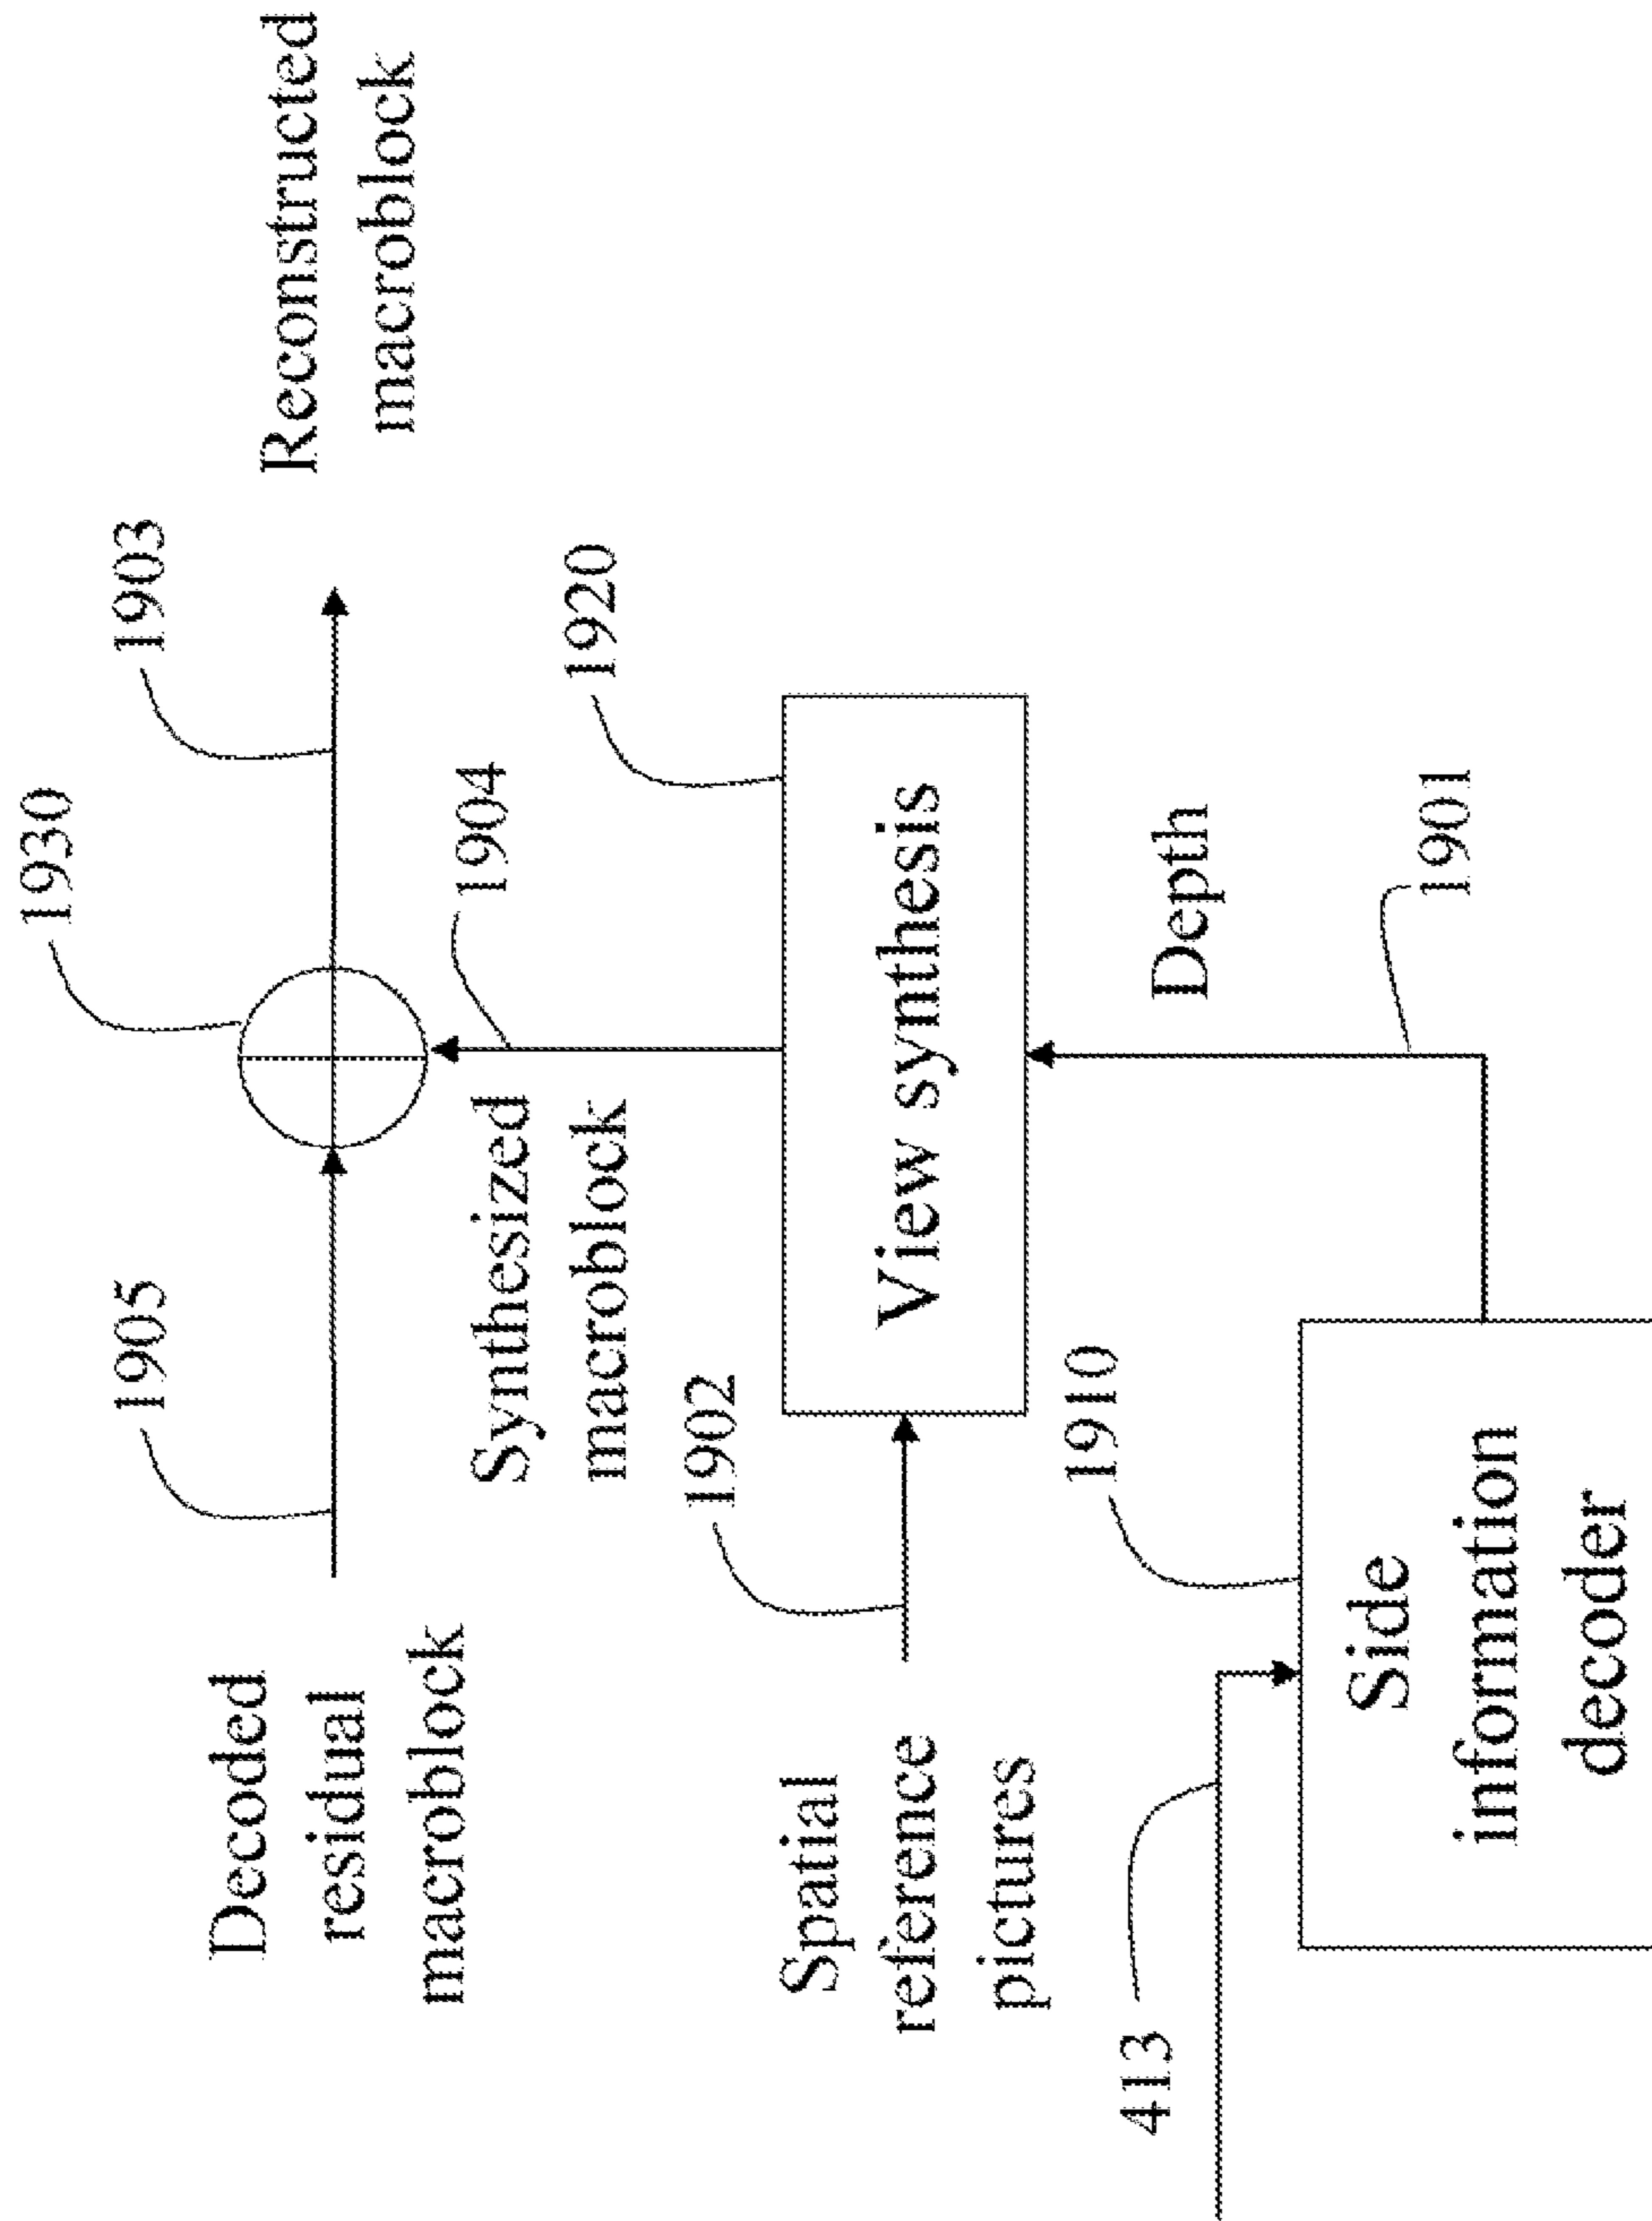 1930
1905
1903
Decoded
residual
macroblock
Reconstructed
macroblock
1904
Synthesized
macroblock
1920
1902
Spatial
reference
pictures
View synthesis
Depth
1910
413
1901
Side
information
decoder